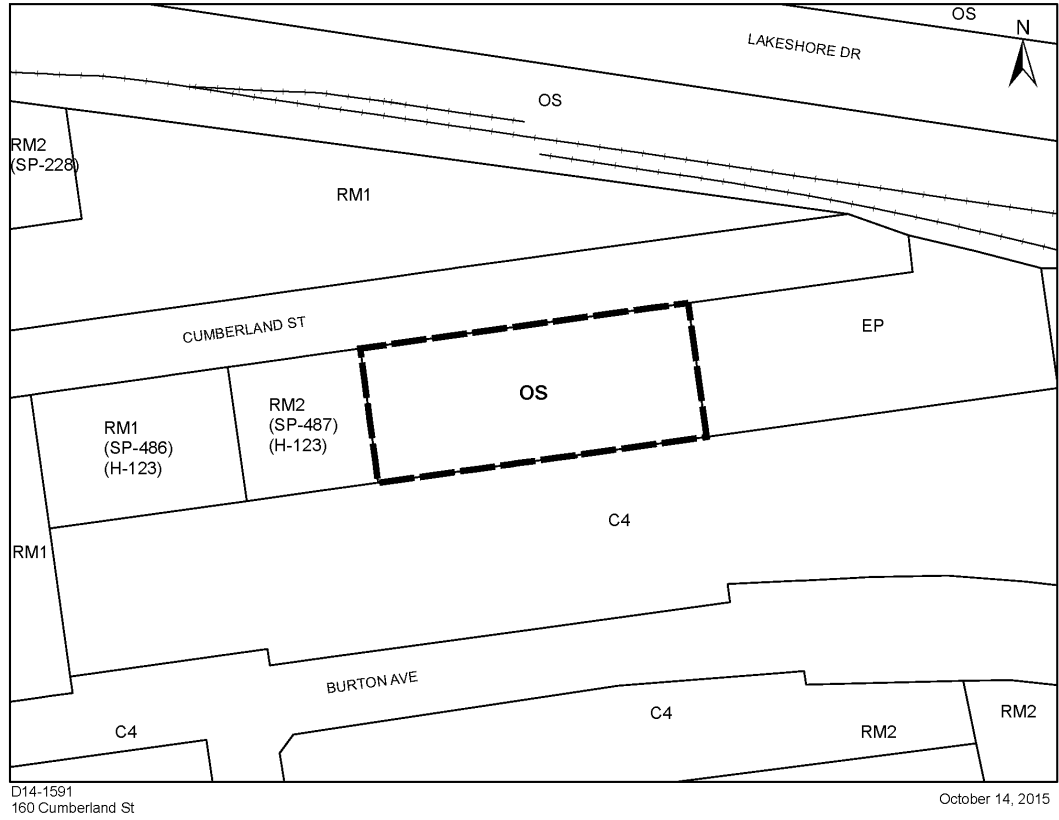 OS
N
LAKESHORE DR
OS
RM2
(SP-228)
RM1
CUMBERLAND ST
EP
OS
RM2
(SP-487)
(H-123)
RM1
(SP-486)
(H-123)
C4
RM1
BURTON AVE
C4
RM2
RM2
C4
D14-1591
160 Cumberland St
October 14, 2015